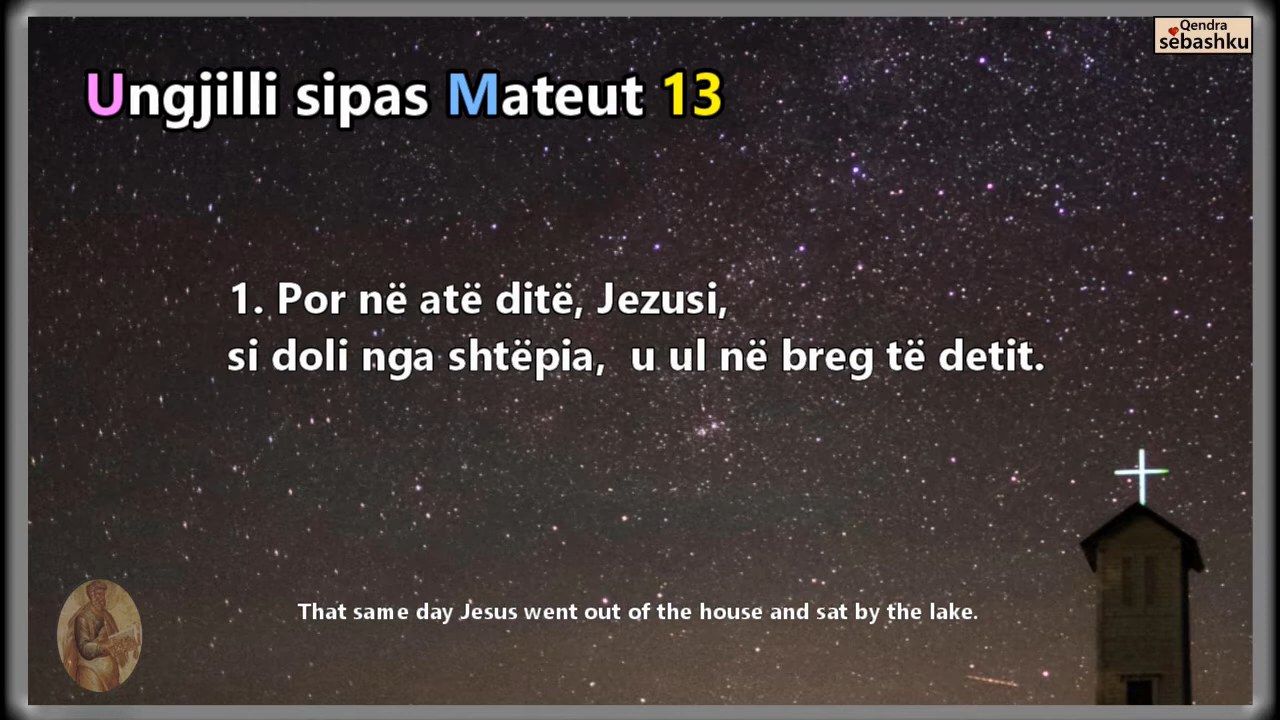 Qendra
sebashku
Ungjilli sipas Mateut 13
1. Por në atë ditë, Jezusi,
si doli nga shtëpia, u ul në breg të detit.
That same day Jesus went out of the house and sat by the lake.